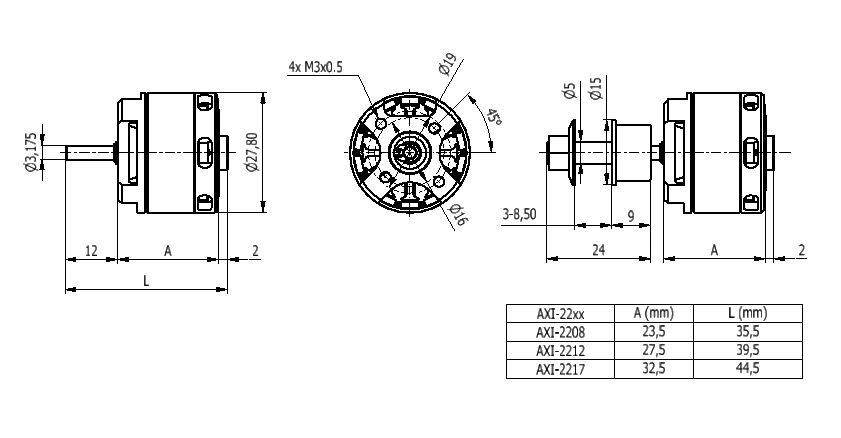 4x M3x0.5
Ø19
45°
Ø16
Ø3,175
Ø27,80
12
A
2
L
Ø5
Ø15
3-8,50
9
24
A
2
AXI-22xx A (mm) L (mm)
AXI-2208 23,5 35,5
AXI-2212 27,5 39,5
AXI-2217 32,5 44,5